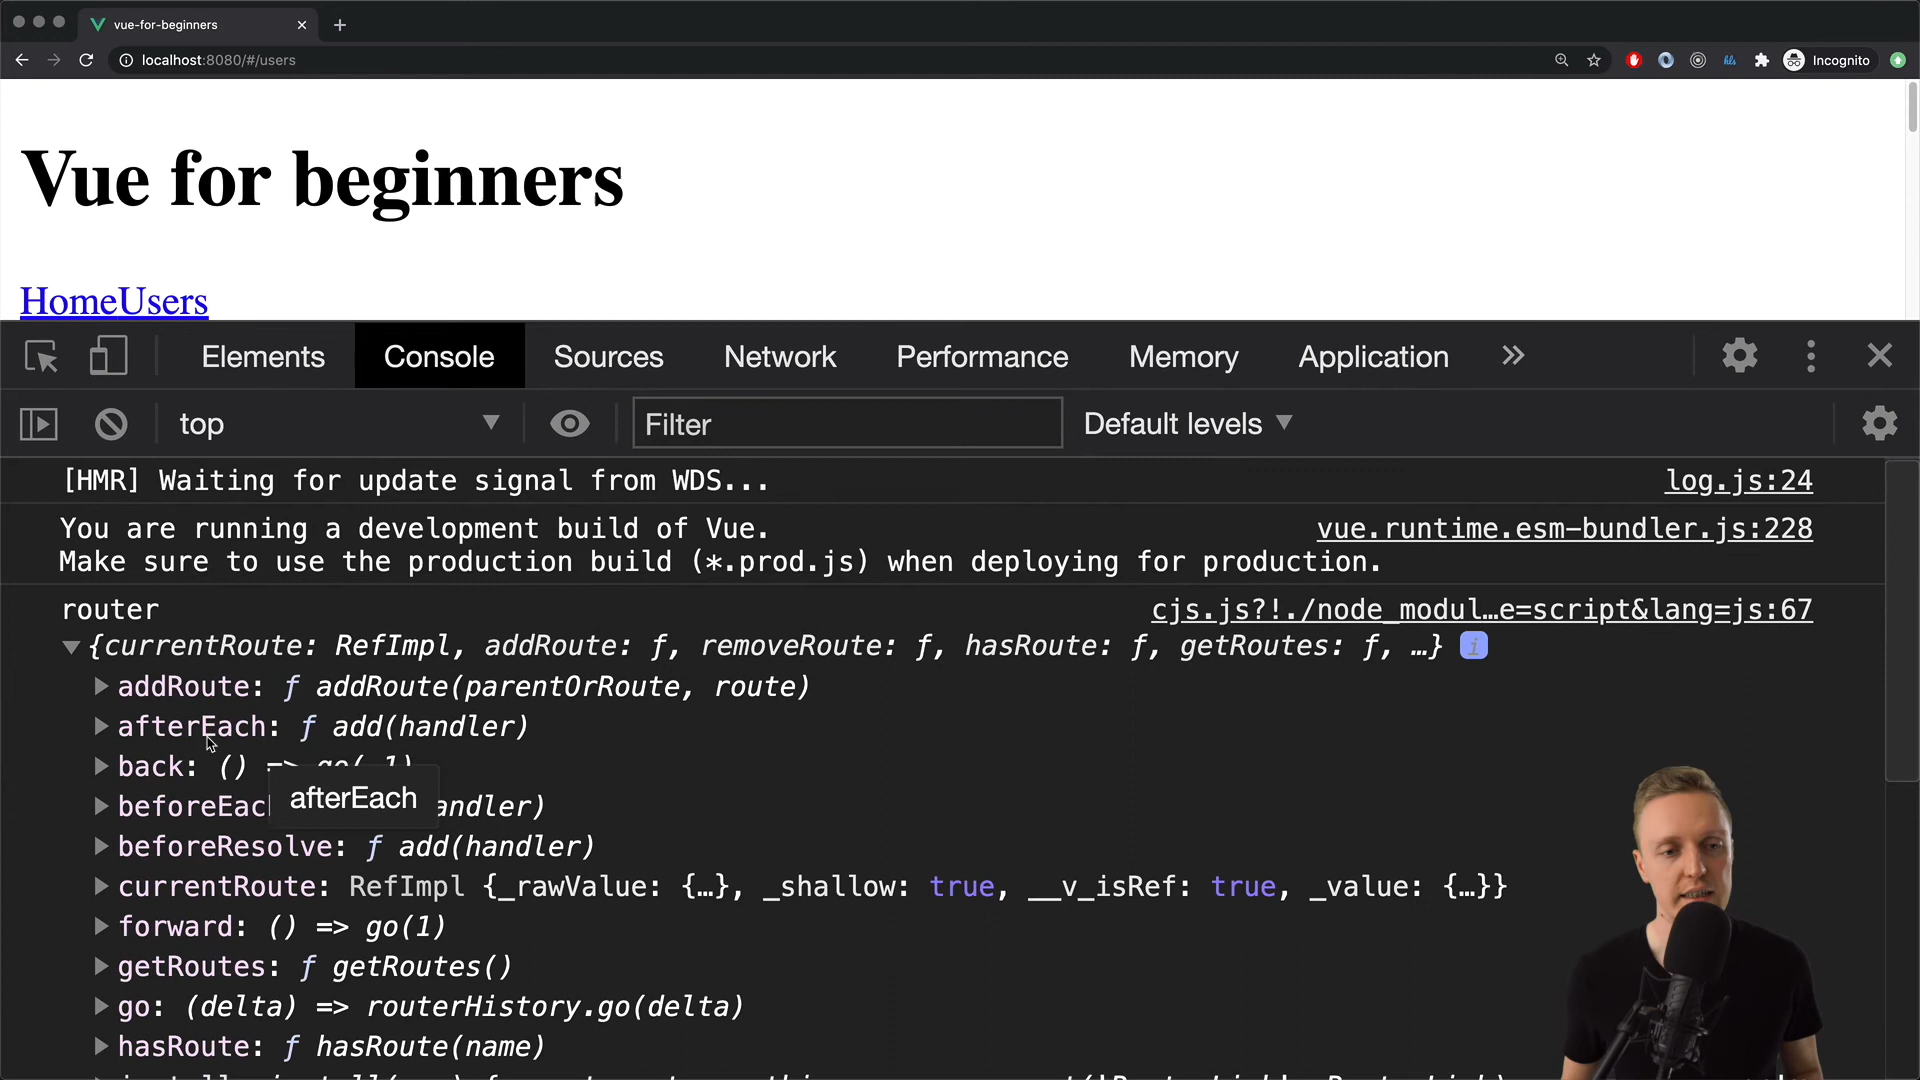 vue-for-beginners
localhost:8080/#/users
Incognito
Vue for beginners
HomeUsers
Elements Console Sources Network Performance Memory Application
top Filter Default levels
[HMR] Waiting for update signal from WDS... log.js:24
You are running a development build of Vue. vue.runtime.esm-bundler.js:228
Make sure to use the production build (*.prod.js) when deploying for production.
router cjs.js?!./node_modul…e=script&lang=js:67
{currentRoute: RefImpl, addRoute: ƒ, removeRoute: ƒ, hasRoute: ƒ, getRoutes: ƒ, …} i
addRoute: ƒ addRoute(parentOrRoute, route)
afterEach: ƒ add(handler)
back: () =>
afterEach
beforeResolve: ƒ add(handler)
currentRoute: RefImpl {_rawValue: {…}, _shallow: true, __v_isRef: true, _value: {…}}
forward: () => go(1)
getRoutes: ƒ getRoutes()
go: (delta) => routerHistory.go(delta)
hasRoute: ƒ hasRoute(name)